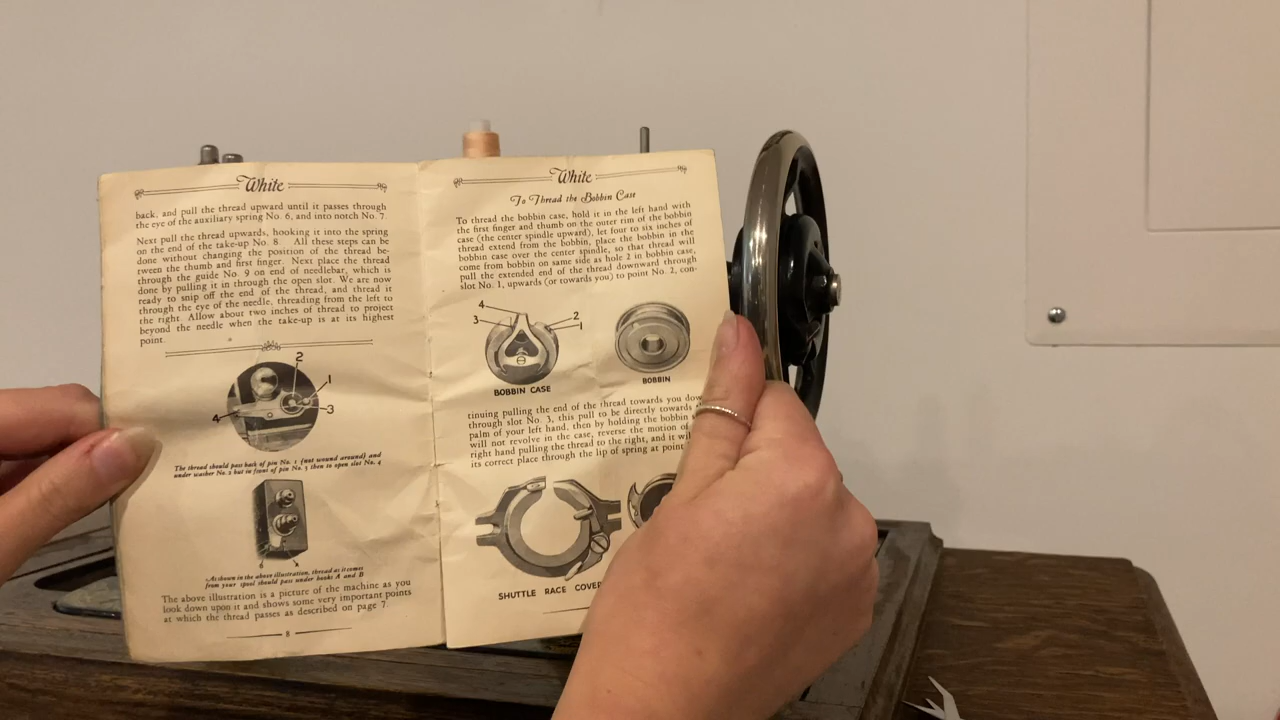 White
back, and pull the thread upward until it passes through
the eye of the auxiliary spring No. 6, and into notch No. 7.
Next pull the thread upwards, hooking it into the spring
on the end of the take-up No. 8. All these steps can be
done without changing the position of the thread be-
tween the thumb and first finger. Next place the thread
through the guide No. 9 on end of needlebar, which is
done by pulling it in through the open slot. We are now
ready to snip off the end of the thread, and thread it
through the eye of the needle, threading from the left to
the right. Allow about two inches of thread to project
beyond the needle when the take-up is at its highest
point.
2
1
3
4
The thread should pass back of pin No. 1 (not wound around) and
under washer No. 2 but in front of pin No. 3 then to open slot No. 4
As shown in the above illustration, thread as it comes
from your spool should pass under hooks A and B
The above illustration is a picture of the machine as you
look down upon it and shows some very important points
at which the thread passes as described on page 7.
8
White
To Thread the Bobbin Case
To thread the bobbin case, hold it in the left hand with
the first finger and thumb on the outer rim of the bobbin
case (the center spindle upward), let four to six inches of
thread extend from the bobbin, place the bobbin in the
bobbin case over the center spindle, so that thread will
come from bobbin on same side as hole 2 in bobbin case,
pull the extended end of the thread downward through
slot No. 1, upwards (or towards you) to point No. 2, con-
4
3
2
1
BOBBIN CASE
BOBBIN
tinuing pulling the end of the thread towards you dow
through slot No. 3, this pull to be directly towards
palm of your left hand, then by holding the bobbin
will not revolve in the case, reverse the motion of
right hand pulling the thread to the right, and it will
its correct place through the lip of spring at point
SHUTTLE RACE COVER